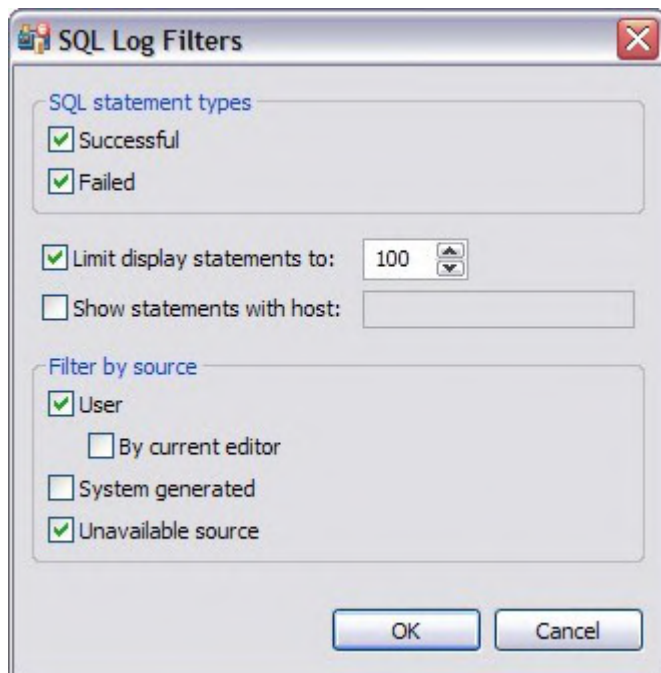 SQL Log Filters
SQL statement types
Successful
Failed
Limit display statements to: 100
Show statements with host:
Filter by source
User
By current editor
System generated
Unavailable source
OK Cancel